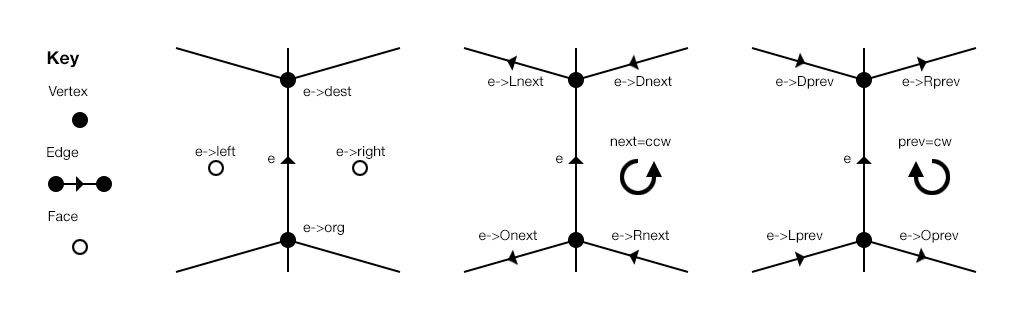 Key
Vertex
Edge
Face
e->dest
e->left
e
e->right
e->org
e->Lnext
e->Dnext
next=ccw
e
e->Onext
e->Rnext
e->Dprev
e->Rprev
prev=cw
e
e->Lprev
e->Oprev